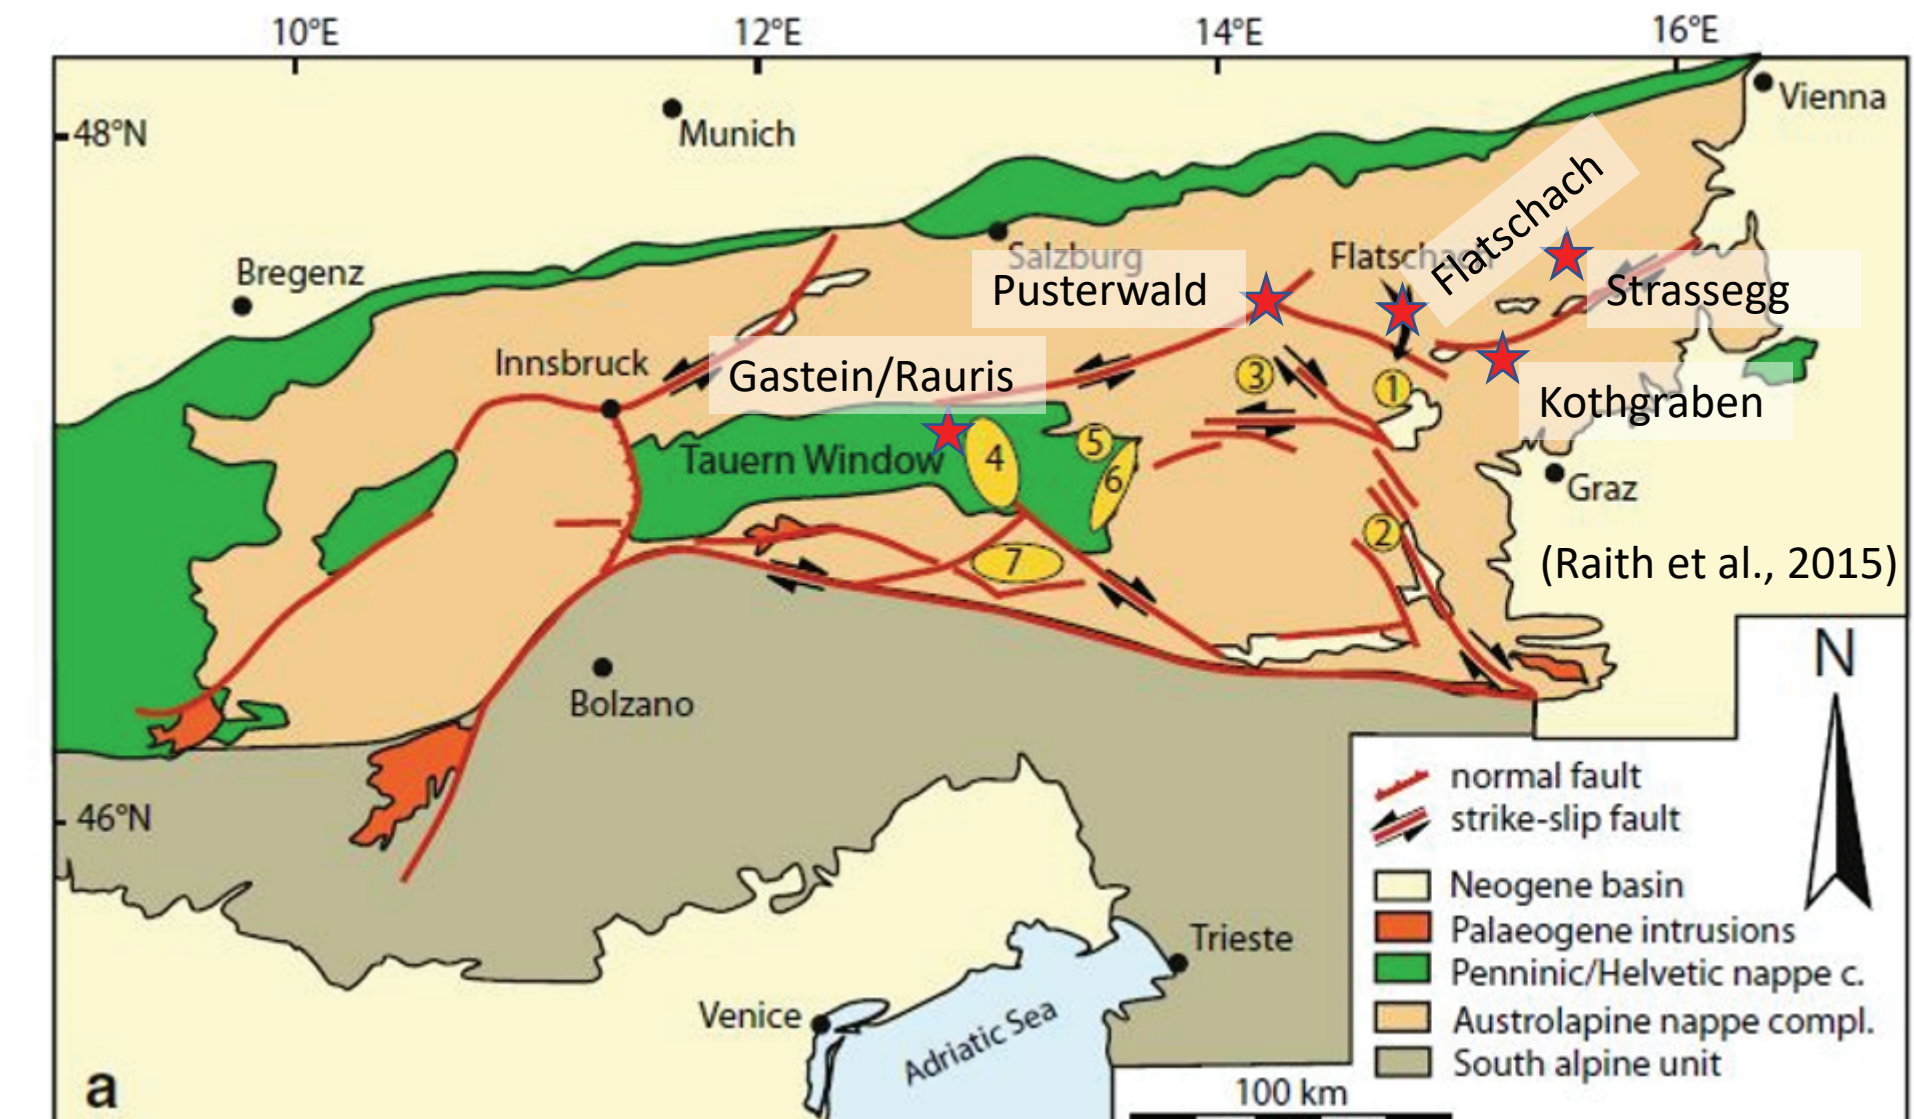 10°E
12°E
14°E
16°E
Vienna
48°N
Munich
Flatschach
Salzburg
Flatschach
Bregenz
Pusterwald
Strassegg
Innsbruck
Gastein/Rauris
3
1
Kothgraben
Tauern Window
4
5
6
Graz
2
7
(Raith et al., 2015)
N
Bolzano
normal fault
46°N
strike-slip fault
Neogene basin
Palaeogene intrusions
Trieste
Penninic/Helvetic nappe c.
Venice
Adriatic Sea
Austrolapine nappe compl.
South alpine unit
a
100 km